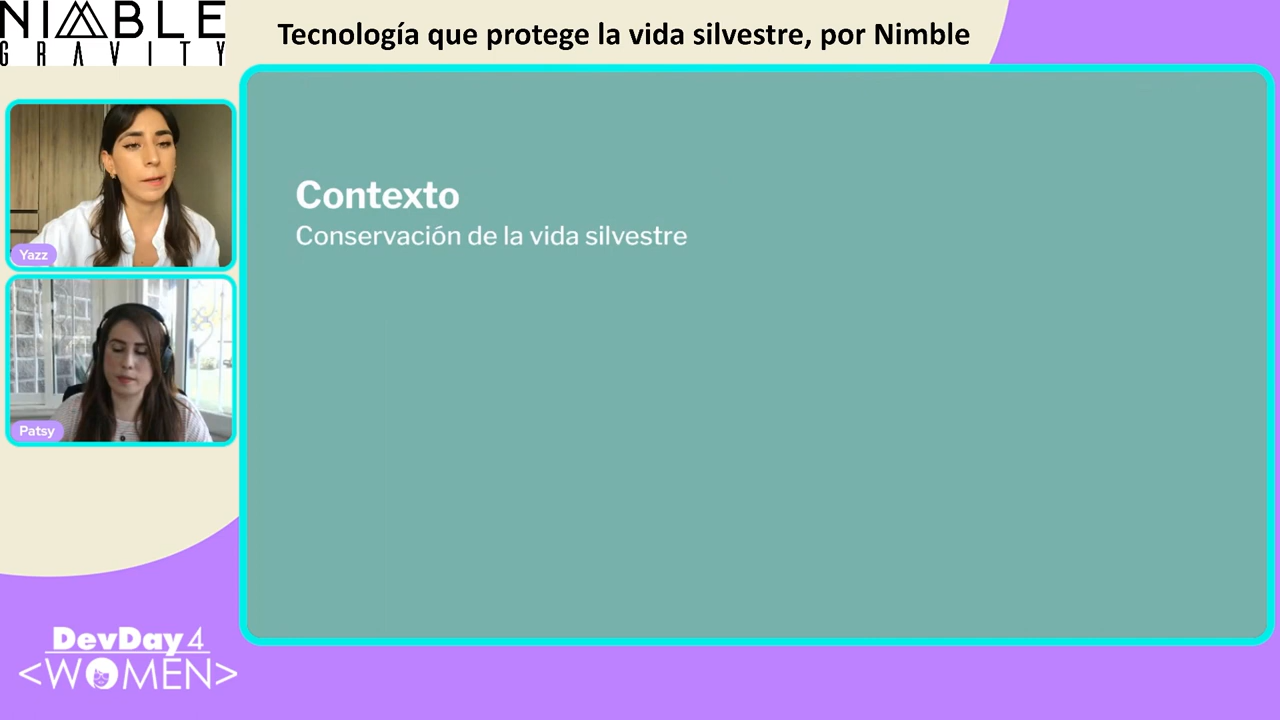 NIMBLE
GRAVITY
Tecnología que protege la vida silvestre, por Nimble
Yazz
Patsy
Contexto
Conservación de la vida silvestre
DevDay4
<WOMEN>